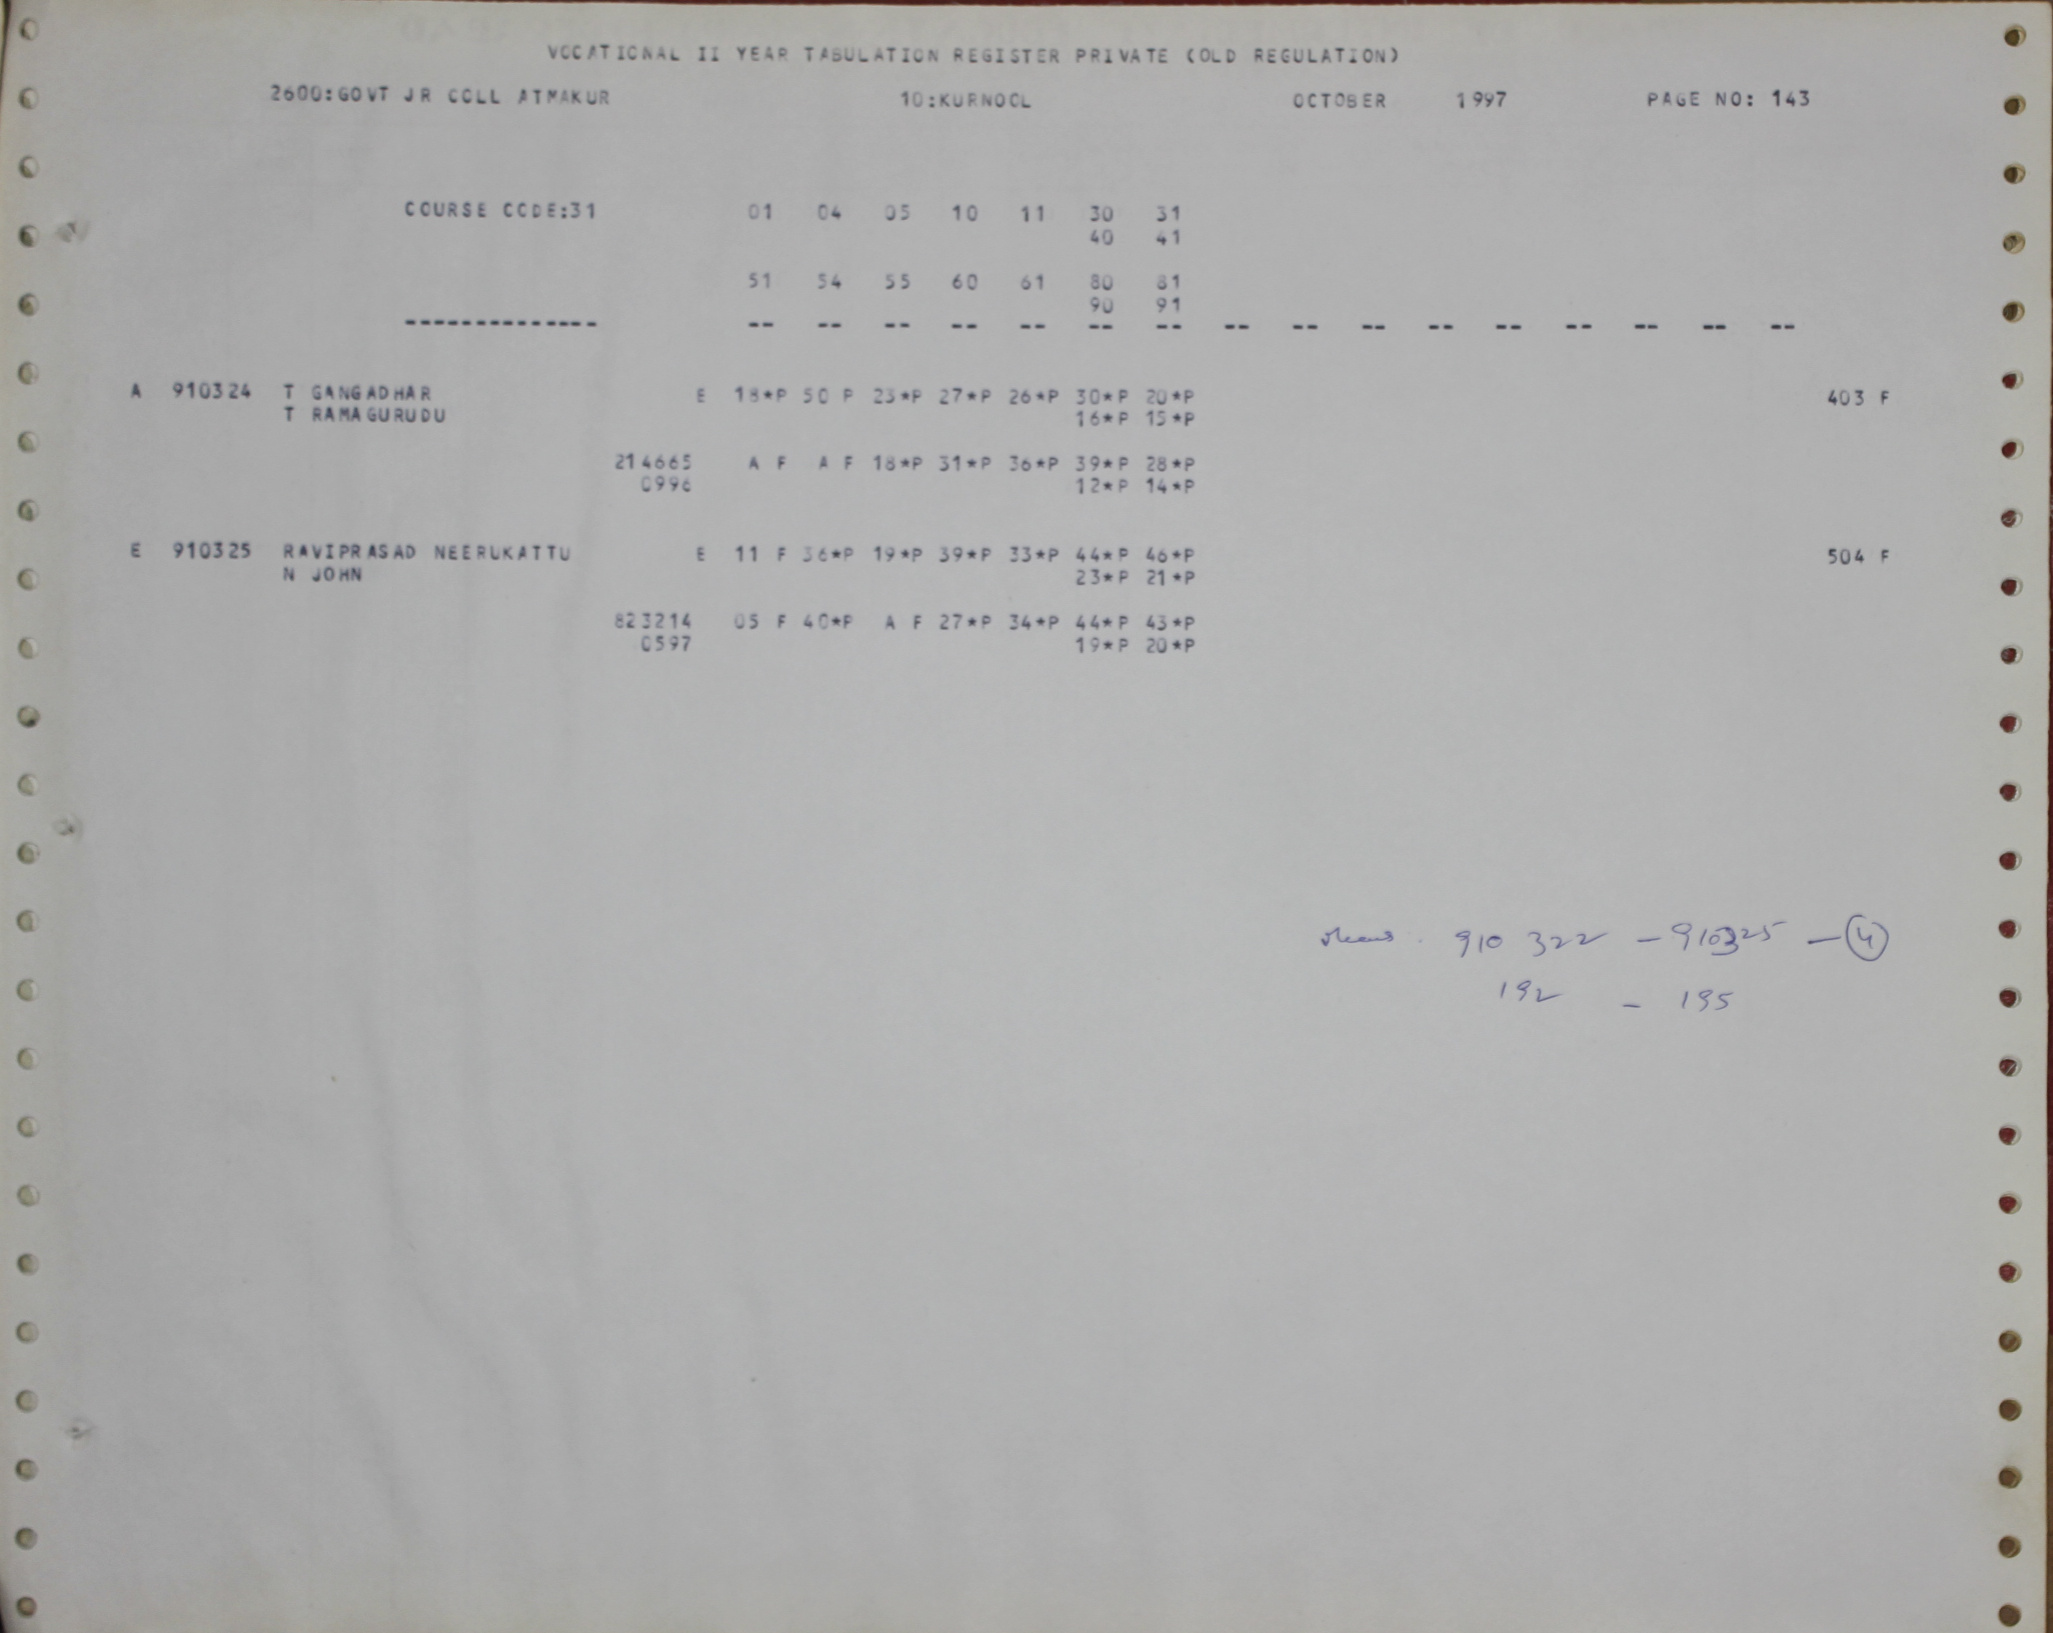 VOCATIONAL II YEAR TABULATION REGISTER PRIVATE (OLD REGULATION)
2600:GOVT JR COLL ATMAKUR 10:KURNOOL OCTOBER 1997 PAGE NO: 143
COURSE CODE:31 01 04 05 10 11 30 31
40 41
51 54 55 60 61 80 81
90 91
-------------- -- -- -- -- -- -- -- -- -- -- -- -- -- -- -- --
A 910324 T GANGADHAR E 18*P 50 P 23*P 27*P 26*P 30*P 20*P 403 F
T RAMAGURUDU 16*P 15*P
214665 A F A F 18*P 31*P 36*P 39*P 28*P
0996 12*P 14*P
E 910325 RAVIPRASAD NEERUKATTU E 11 F 36*P 19*P 39*P 33*P 44*P 46*P 504 F
N JOHN 23*P 21*P
823214 05 F 40*P A F 27*P 34*P 44*P 43*P
0597 19*P 20*P
910 322 - 910325 - 4
192 - 195